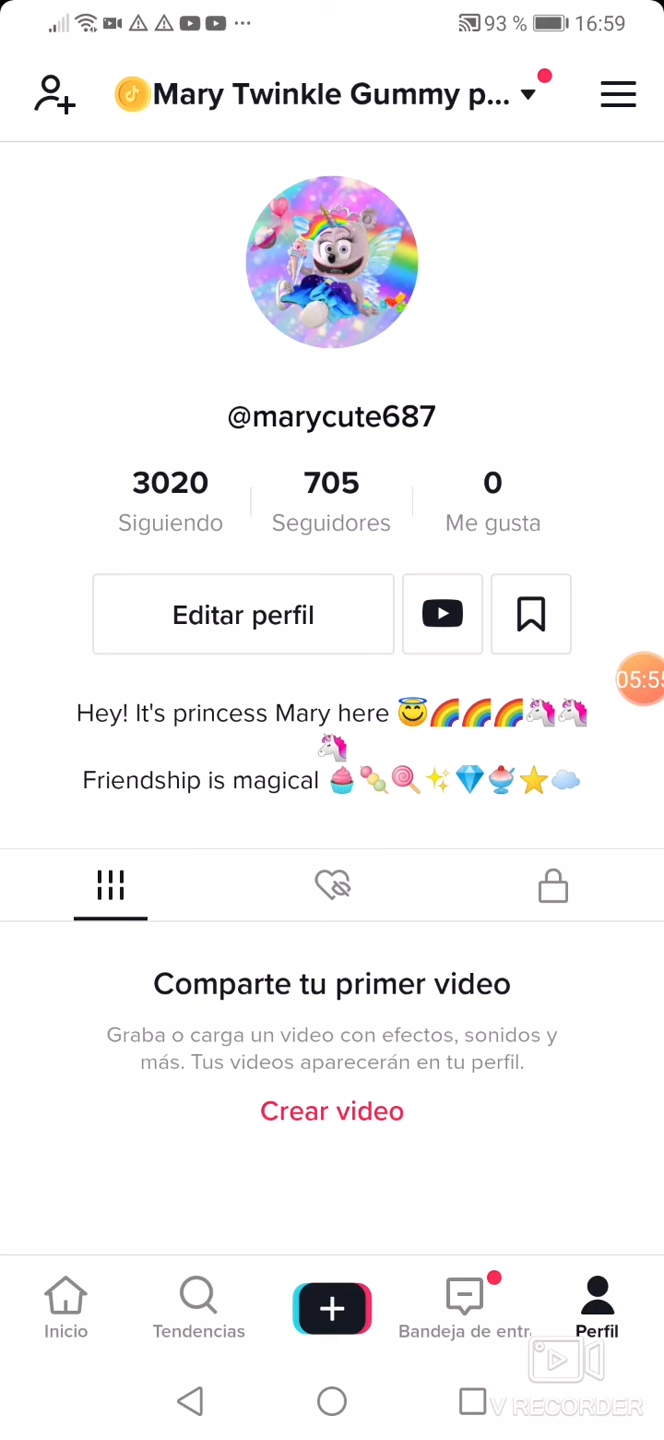 93 % 16:59
Mary Twinkle Gummy p...
@marycute687
3020 705 0
Siguiendo Seguidores Me gusta
Editar perfil
05:55
Hey! It's princess Mary here 😇🌈🌈🌈🦄🦄
🦄
Friendship is magical 🧁🍡🍭✨💎🍨⭐☁️
Comparte tu primer video
Graba o carga un video con efectos, sonidos y
más. Tus videos aparecerán en tu perfil.
Crear video
Inicio Tendencias Bandeja de entr Perfil
V RECORDER